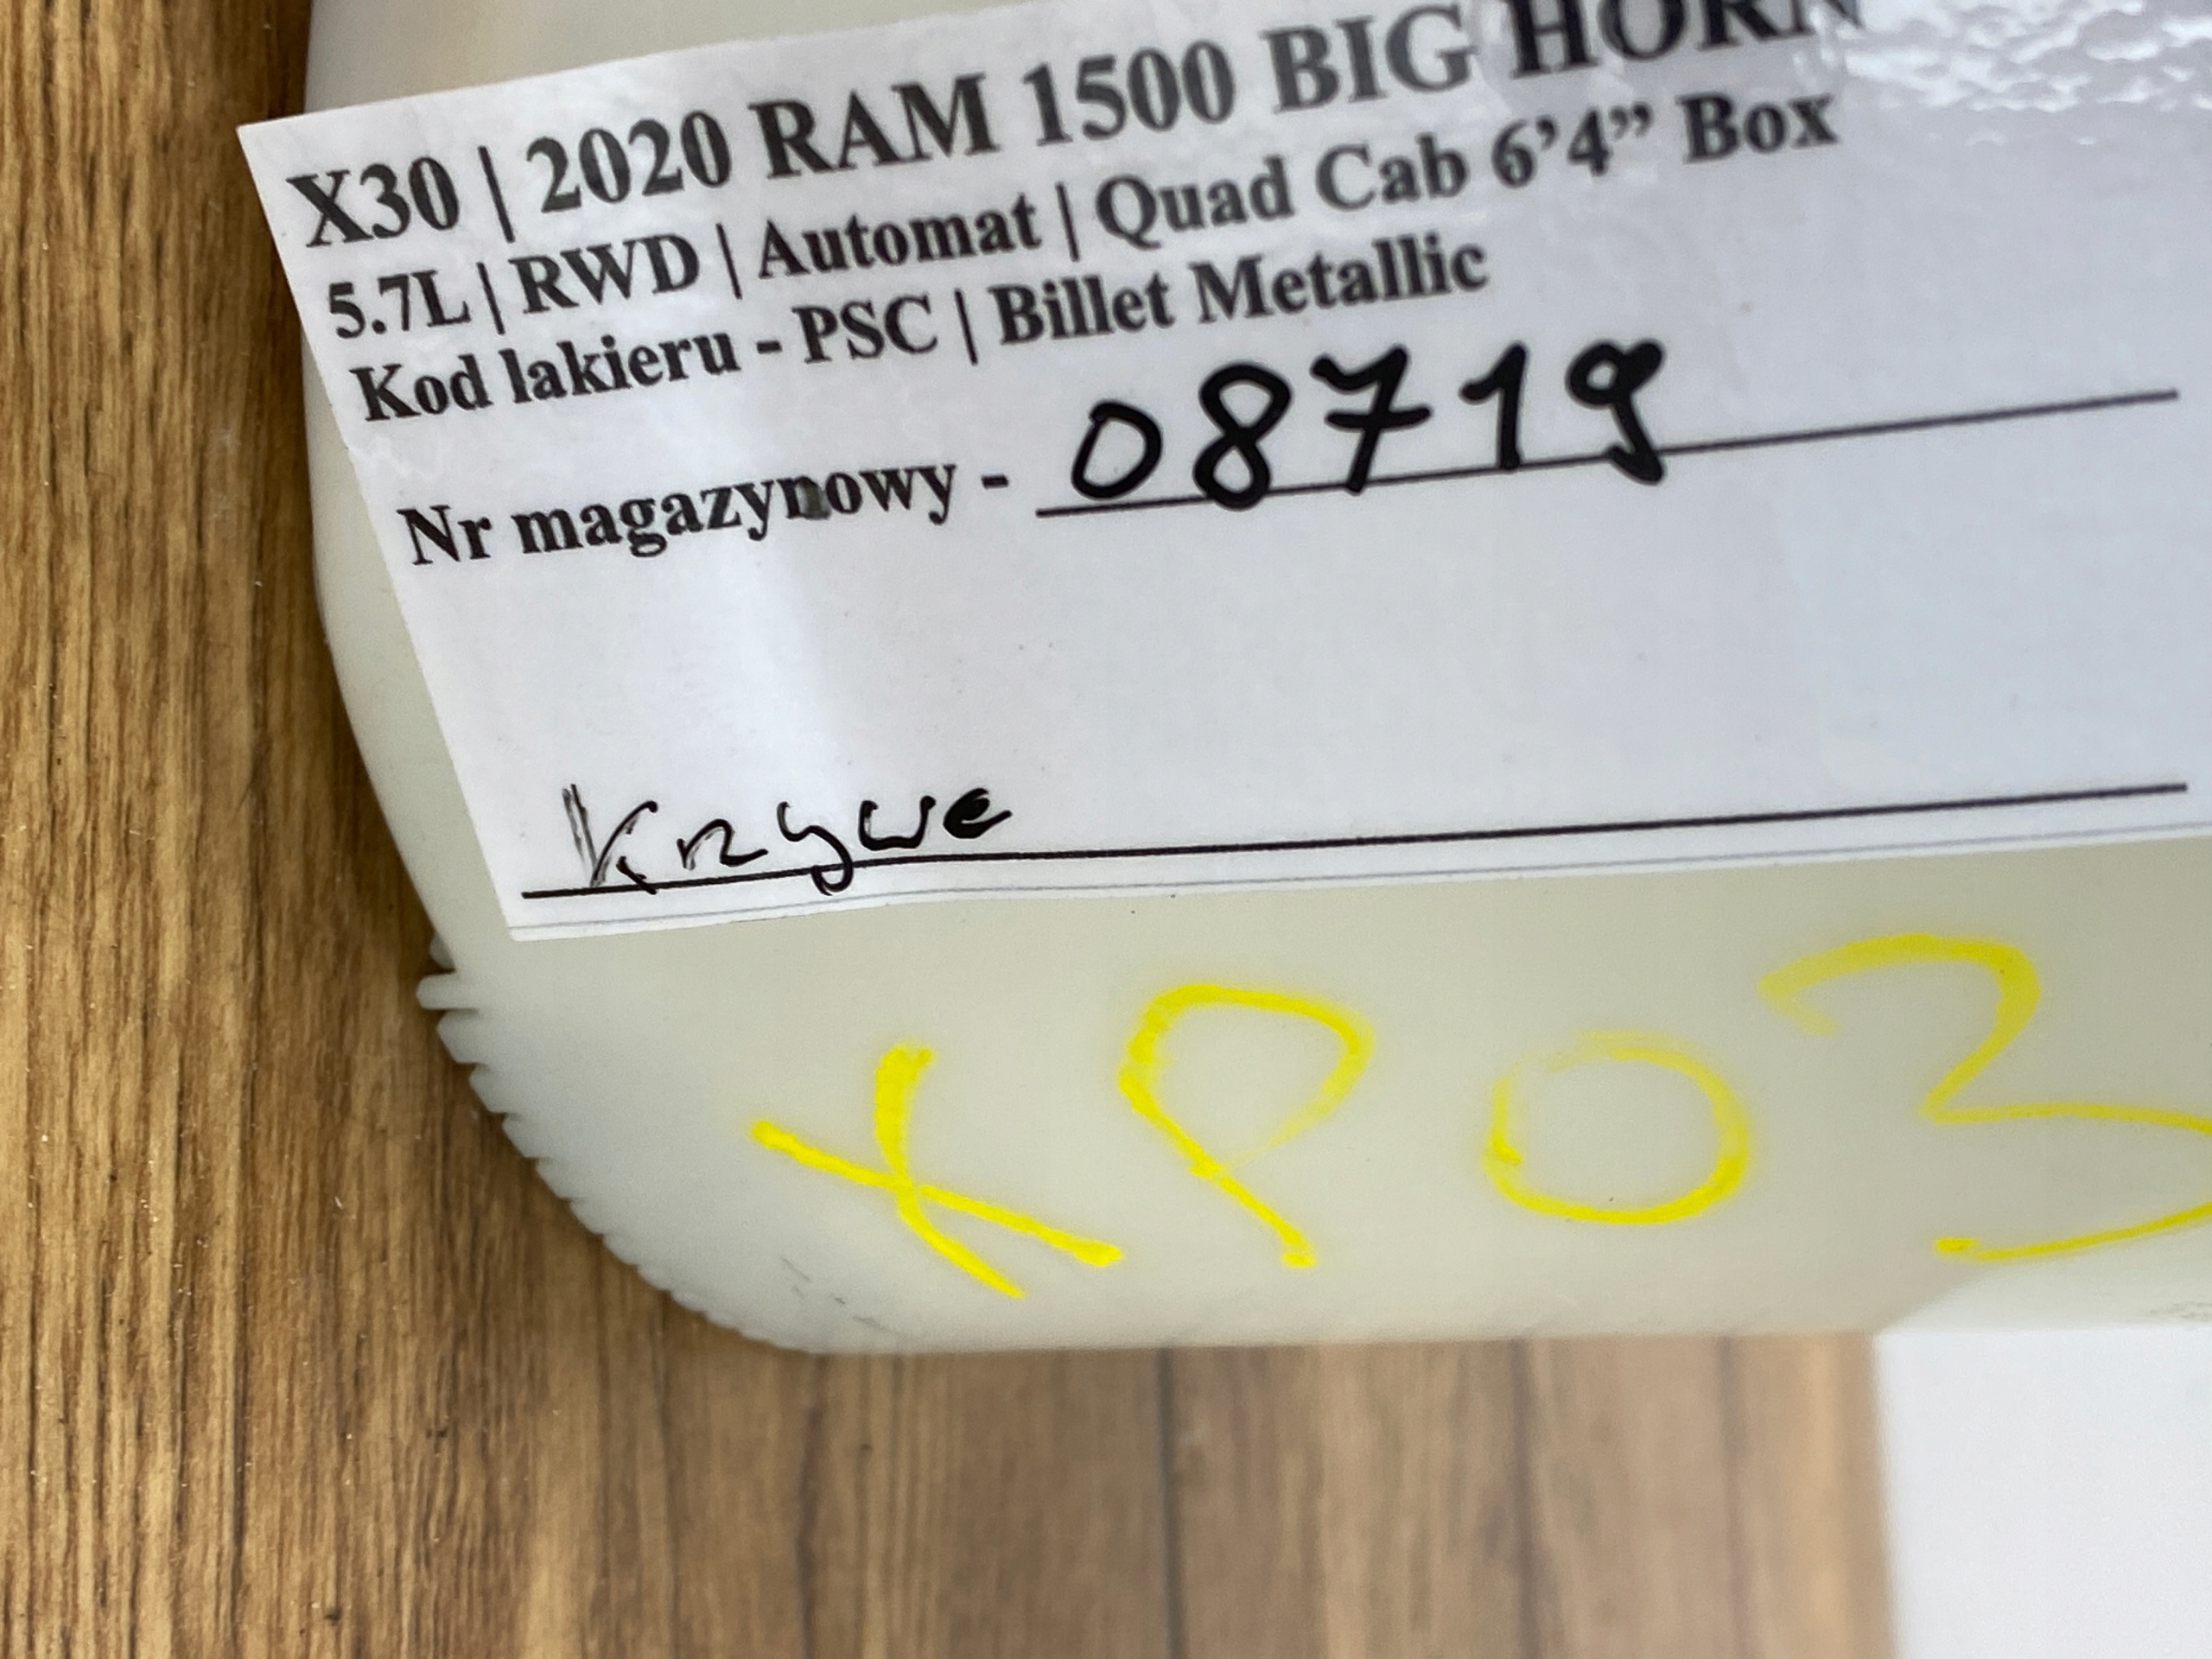 X30 | 2020 RAM 1500 BIG HORN
5.7L | RWD | Automat | Quad Cab 6’4” Box
Kod lakieru - PSC | Billet Metallic
Nr magazynowy - 08719
Krzywe
XP03